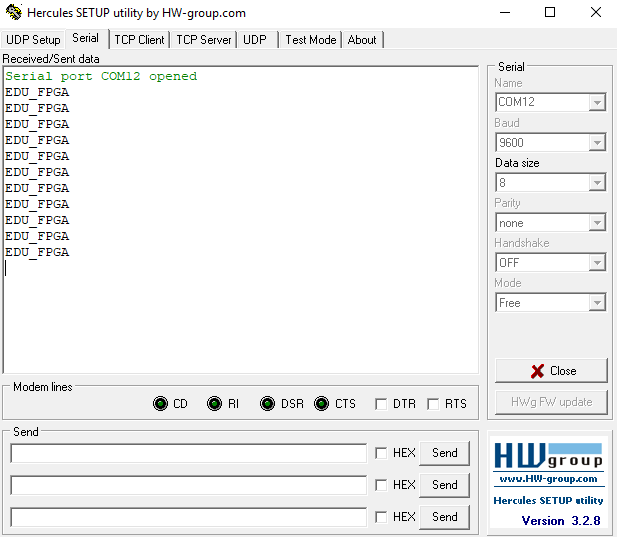 Hercules SETUP utility by HW-group.com
UDP Setup Serial TCP Client TCP Server UDP Test Mode About
Received/Sent data
Serial port COM12 opened
EDU_FPGA
EDU_FPGA
EDU_FPGA
EDU_FPGA
EDU_FPGA
EDU_FPGA
EDU_FPGA
EDU_FPGA
EDU_FPGA
EDU_FPGA
EDU_FPGA
Serial
Name
COM12
Baud
9600
Data size
8
Parity
none
Handshake
OFF
Mode
Free
Close
HWg FW update
Modem lines
CD RI DSR CTS DTR RTS
Send
HEX Send
HEX Send
HEX Send
HW group
www.HW-group.com
Hercules SETUP utility
Version 3.2.8